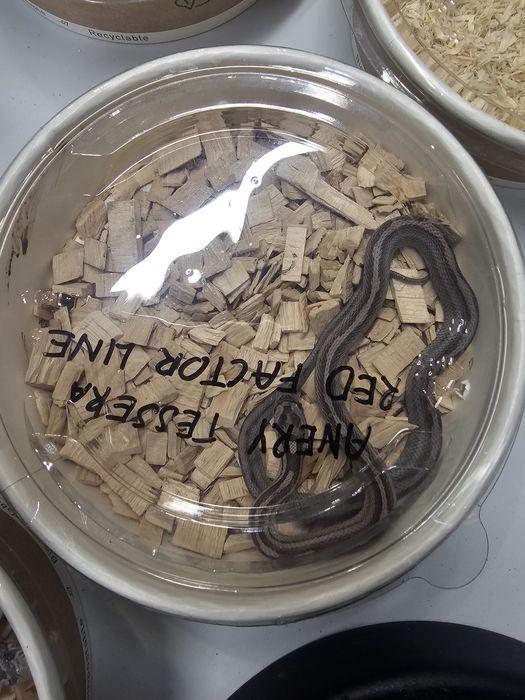 Recyclable
ANERY TESSERA
RED FACTOR LINE